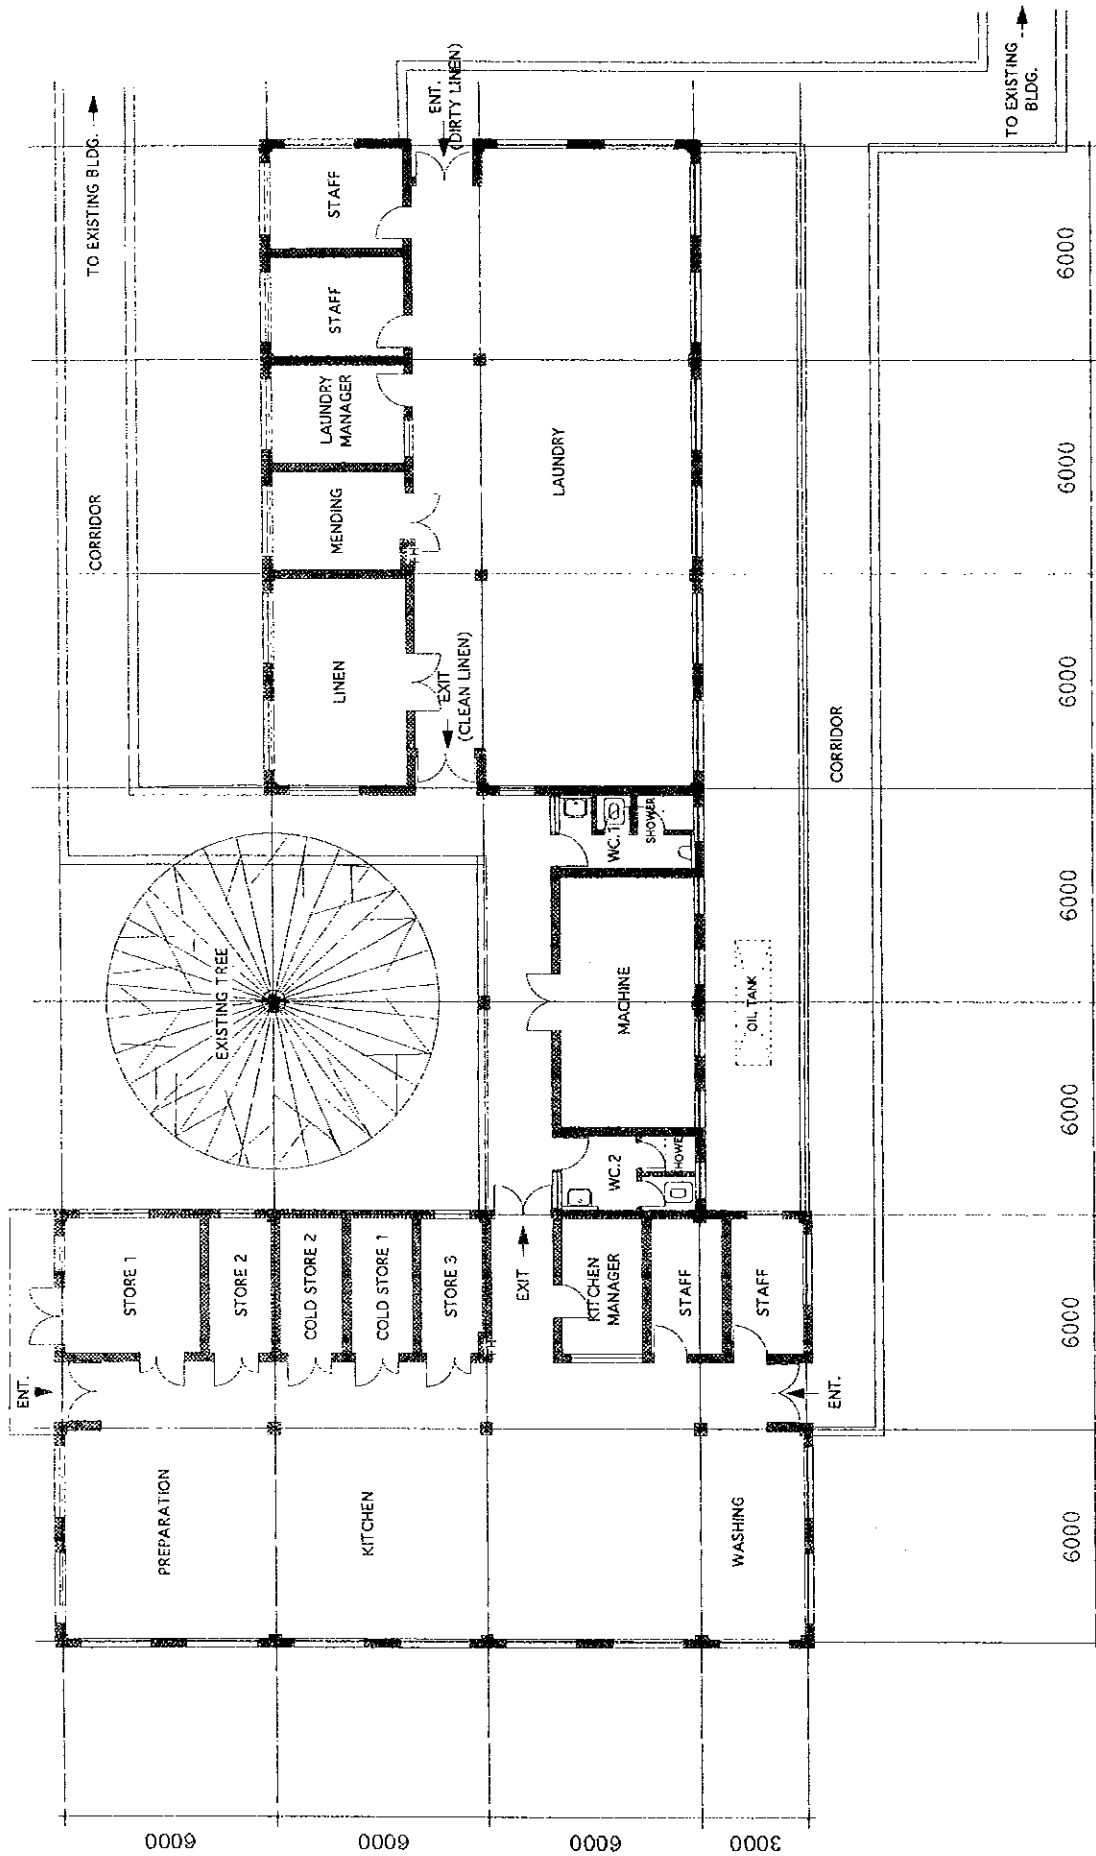 TO EXISTING BLDG.
CORRIDOR
STAFF
STAFF
LAUNDRY
MANAGER
MENDING
LINEN
ENT.
(DIRTY LINEN)
EXIT
(CLEAN LINEN)
LAUNDRY
TO EXISTING
BLDG.
CORRIDOR
EXISTING TREE
WC.1
SHOWER
MACHINE
OIL TANK
WC.2
SHOWE
STORE 1
STORE 2
COLD STORE 2
COLD STORE 1
STORE 3
EXIT
KITCHEN
MANAGER
STAFF
STAFF
ENT.
ENT.
PREPARATION
KITCHEN
WASHING
6000
6000
6000
3000
6000
6000
6000
6000
6000
6000
6000